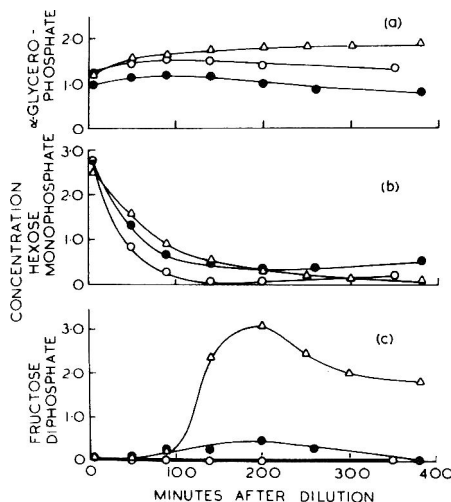 CONCENTRATION
α-GLYCERO-
PHOSPHATE
(a)
2·0
1·0
0
HEXOSE
MONOPHOSPHATE
(b)
3·0
2·0
1·0
0
FRUCTOSE
DIPHOSPHATE
(c)
3·0
2·0
1·0
0
0 100 200 300 400
MINUTES AFTER DILUTION